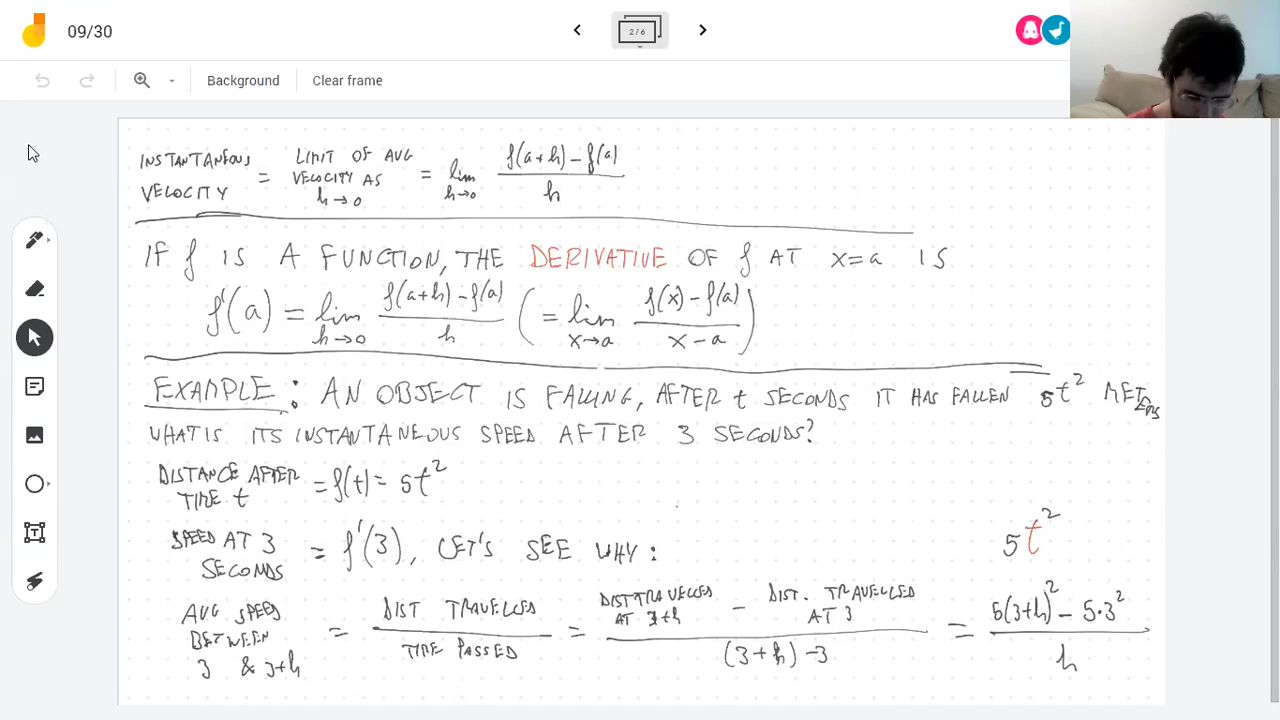 09/30
2/6
Background
Clear frame
INSTANTANEOUS VELOCITY = LIMIT OF AVG VELOCITY AS h→0 = lim h→0 f(a+h)-f(a) / h
IF f IS A FUNCTION, THE DERIVATIVE OF f AT x=a IS
f'(a) = lim h→0 f(a+h)-f(a) / h (= lim x→a f(x)-f(a) / x-a)
EXAMPLE: AN OBJECT IS FALLING, AFTER t SECONDS IT HAS FALLEN 5t² METERS
WHAT IS ITS INSTANTANEOUS SPEED AFTER 3 SECONDS?
DISTANCE AFTER TIME t = f(t) = 5t²
SPEED AT 3 SECONDS = f'(3), LET'S SEE WHY:
5t²
AVG SPEED BETWEEN 3 & 3+h = DIST TRAVELLED / TIME PASSED = DIST TRAVELLED AT 3+h - DIST. TRAVELLED AT 3 / (3+h)-3 = 5(3+h)² - 5·3² / h